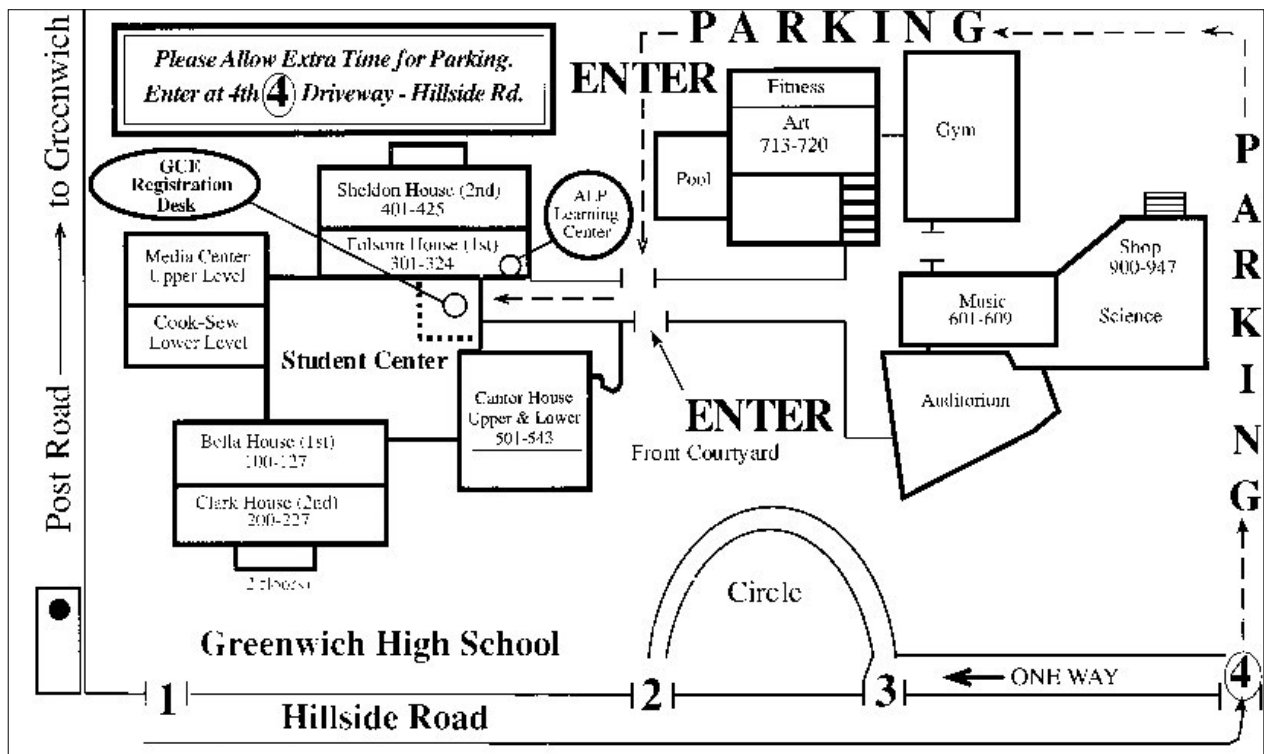 Post Road → to Greenwich
Please Allow Extra Time for Parking.
Enter at 4th 4 Driveway - Hillside Rd.
PARKING
ENTER
GCE
Registration
Desk
Sheldon House (2nd)
401-425
Folsom House (1st)
301-324
ALP
Learning
Center
Pool
Fitness
Art
713-720
Gym
PARKING
Media Center
Upper Level
Cook-Sew
Lower Level
Student Center
Shop
900-947
Science
Music
601-609
Auditorium
Cantor House
Upper & Lower
501-543
ENTER
Front Courtyard
Bella House (1st)
100-127
Clark House (2nd)
200-227
2 floors)
Circle
Greenwich High School
ONE WAY
1
2
3
4
Hillside Road